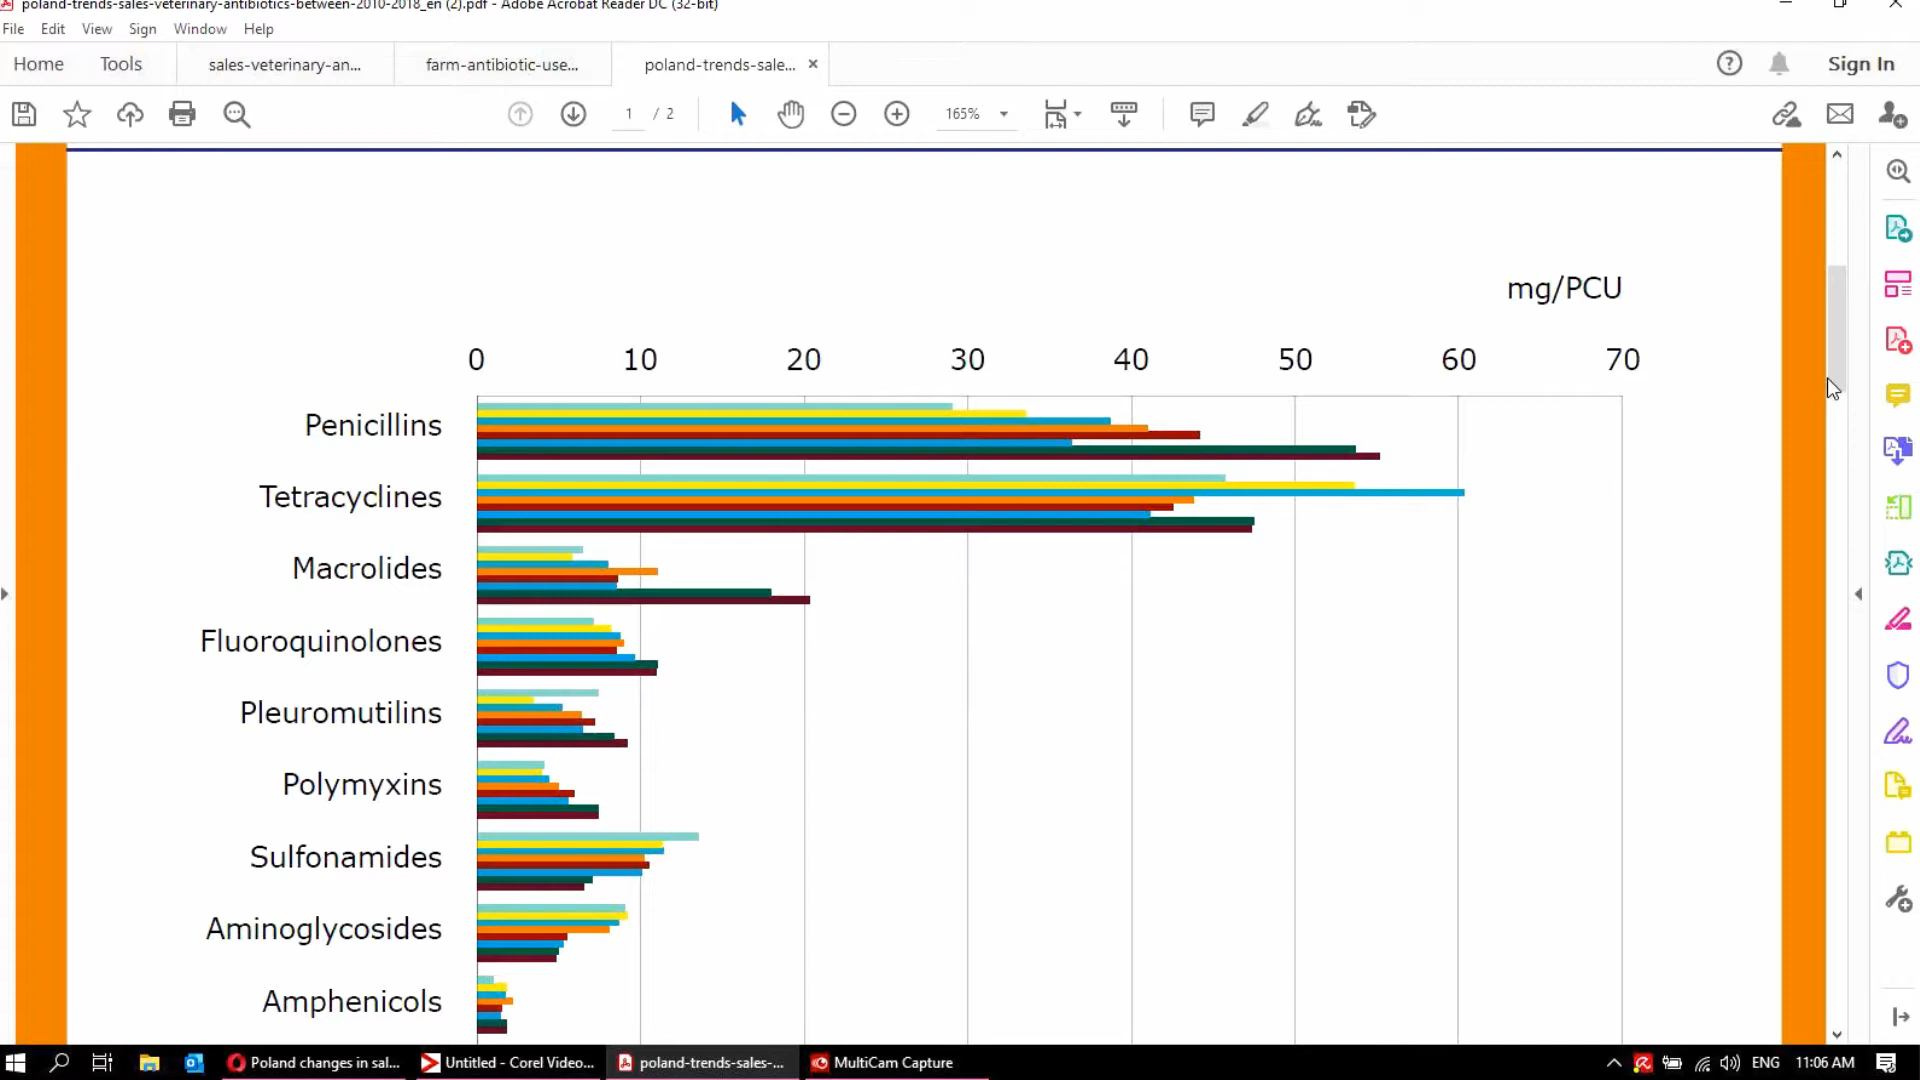 poland-trends-sales-veterinary-antibiotics-between-2010-2018_en (2).pdf - Adobe Acrobat Reader DC (32-bit)
File Edit View Sign Window Help
Home Tools sales-veterinary-an... farm-antibiotic-use... poland-trends-sale... Sign In
1 / 2 165%
mg/PCU
0 10 20 30 40 50 60 70
Penicillins
Tetracyclines
Macrolides
Fluoroquinolones
Pleuromutilins
Polymyxins
Sulfonamides
Aminoglycosides
Amphenicols
Poland changes in sal... Untitled - Corel Video... poland-trends-sales-... MultiCam Capture ENG 11:06 AM